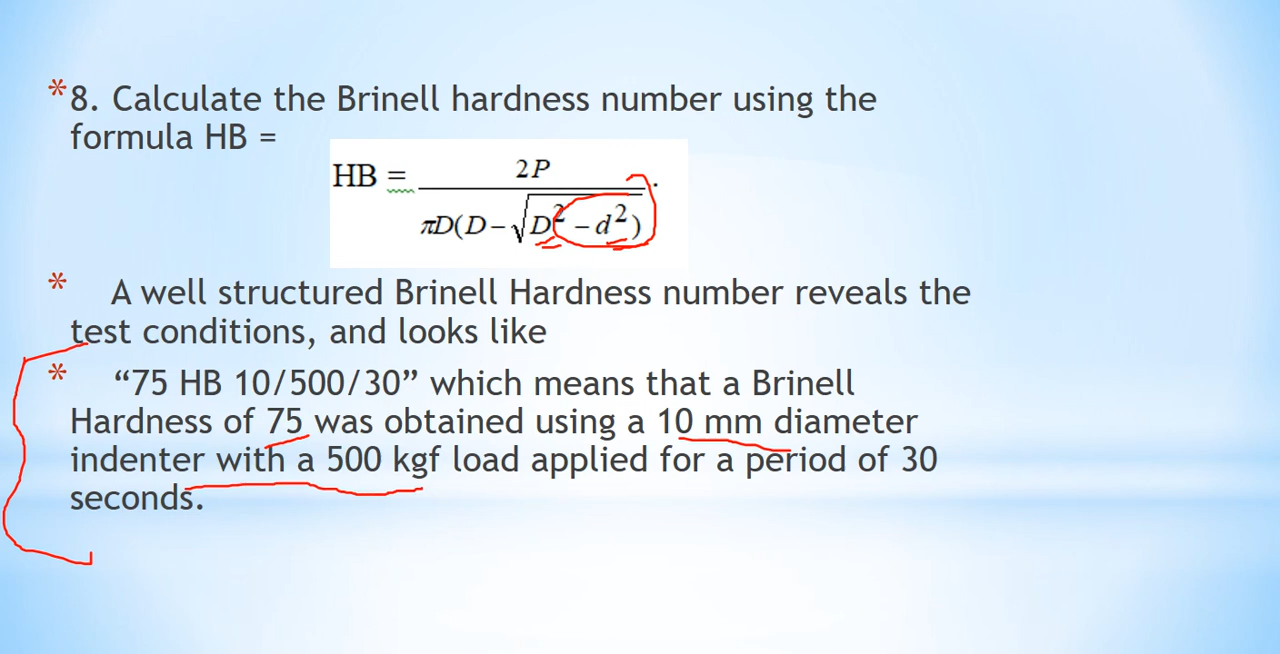 *8. Calculate the Brinell hardness number using the
formula HB =
HB = 2P / πD(D−√D² −d²) .
* A well structured Brinell Hardness number reveals the
test conditions, and looks like
* “75 HB 10/500/30” which means that a Brinell
Hardness of 75 was obtained using a 10 mm diameter
indenter with a 500 kgf load applied for a period of 30
seconds.